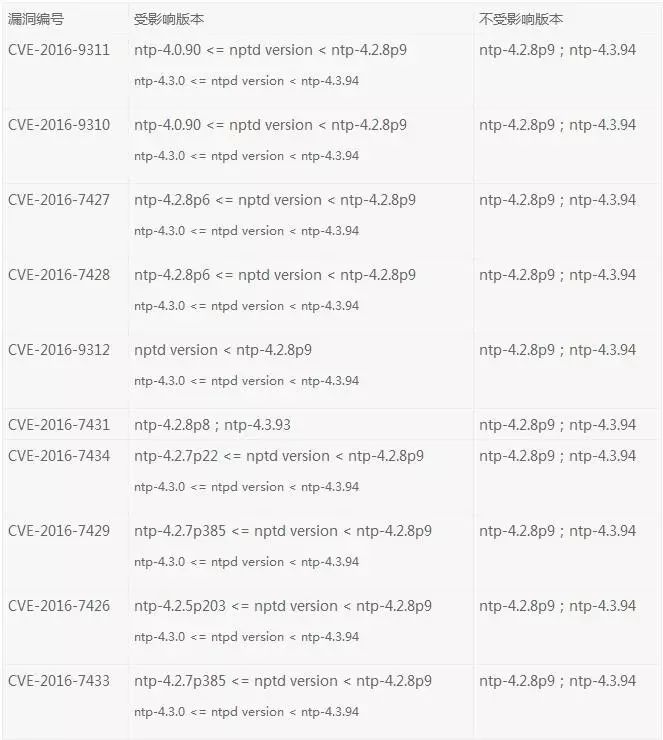 漏洞编号 受影响版本 不受影响版本
CVE-2016-9311 ntp-4.0.90 <= nptd version < ntp-4.2.8p9 ntp-4.2.8p9；ntp-4.3.94
ntp-4.3.0 <= ntpd version < ntp-4.3.94
CVE-2016-9310 ntp-4.0.90 <= nptd version < ntp-4.2.8p9 ntp-4.2.8p9；ntp-4.3.94
ntp-4.3.0 <= ntpd version < ntp-4.3.94
CVE-2016-7427 ntp-4.2.8p6 <= nptd version < ntp-4.2.8p9 ntp-4.2.8p9；ntp-4.3.94
ntp-4.3.0 <= ntpd version < ntp-4.3.94
CVE-2016-7428 ntp-4.2.8p6 <= nptd version < ntp-4.2.8p9 ntp-4.2.8p9；ntp-4.3.94
ntp-4.3.0 <= ntpd version < ntp-4.3.94
CVE-2016-9312 nptd version < ntp-4.2.8p9 ntp-4.2.8p9；ntp-4.3.94
ntp-4.3.0 <= ntpd version < ntp-4.3.94
CVE-2016-7431 ntp-4.2.8p8；ntp-4.3.93 ntp-4.2.8p9；ntp-4.3.94
CVE-2016-7434 ntp-4.2.7p22 <= nptd version < ntp-4.2.8p9 ntp-4.2.8p9；ntp-4.3.94
ntp-4.3.0 <= ntpd version < ntp-4.3.94
CVE-2016-7429 ntp-4.2.7p385 <= nptd version < ntp-4.2.8p9 ntp-4.2.8p9；ntp-4.3.94
ntp-4.3.0 <= ntpd version < ntp-4.3.94
CVE-2016-7426 ntp-4.2.5p203 <= nptd version < ntp-4.2.8p9 ntp-4.2.8p9；ntp-4.3.94
ntp-4.3.0 <= ntpd version < ntp-4.3.94
CVE-2016-7433 ntp-4.2.7p385 <= nptd version < ntp-4.2.8p9 ntp-4.2.8p9；ntp-4.3.94
ntp-4.3.0 <= ntpd version < ntp-4.3.94